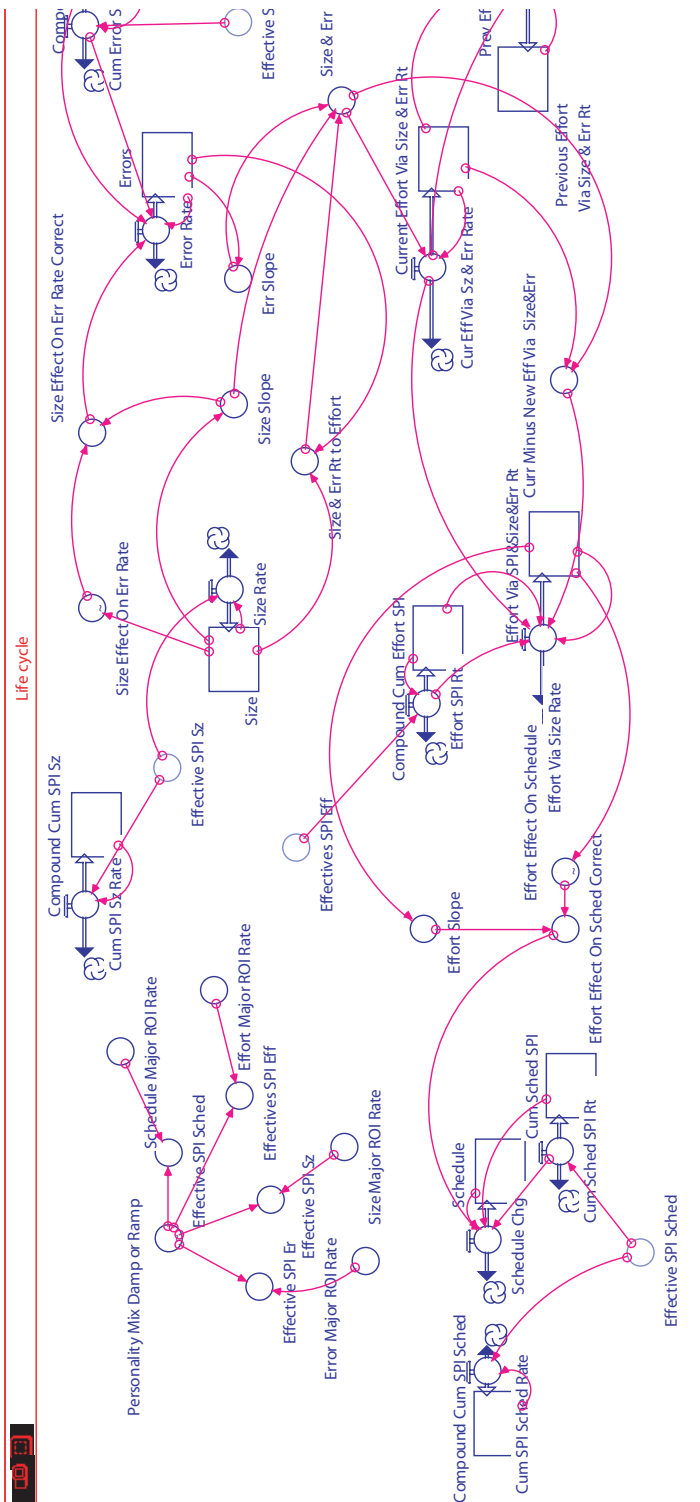 Life cycle
Personality Mix Damp or Ramp
Schedule Major ROI Rate
Effective SPI Sched
Effort Major ROI Rate
Effectives SPI Eff
Effective SPI Sz
Size Major ROI Rate
Effective SPI Er
Error Major ROI Rate
Compound Cum SPI Sz
Cum SPI Sz Rate
Effective SPI Sz
Size Effect On Err Rate
Size Effect On Err Rate Correct
Size
Size Rate
Size Slope
Err Slope
Errors
Error Rate
Comp
Cum Error S
Effective S
Size & Err
Size & Err Rt to Effort
Compound Cum SPI Sched
Cum SPI Sched Rate
Schedule
Schedule Chg
Cum Sched SPI
Cum Sched SPI Rt
Effective SPI Sched
Effort Slope
Effort Effect On Sched Correct
Effort Effect On Schedule
Effectives SPI Eff
Compound Cum Effort SPI
Effort SPI Rt
Effort Via SPI&Size&Err Rt
Effort Via Size Rate
Curr Minus New Eff Via Size&Err
Current Effort Via Size & Err Rt
Cur Eff Via Sz & Err Rate
Prev Ef
Previous Effort
Via Size & Err Rt